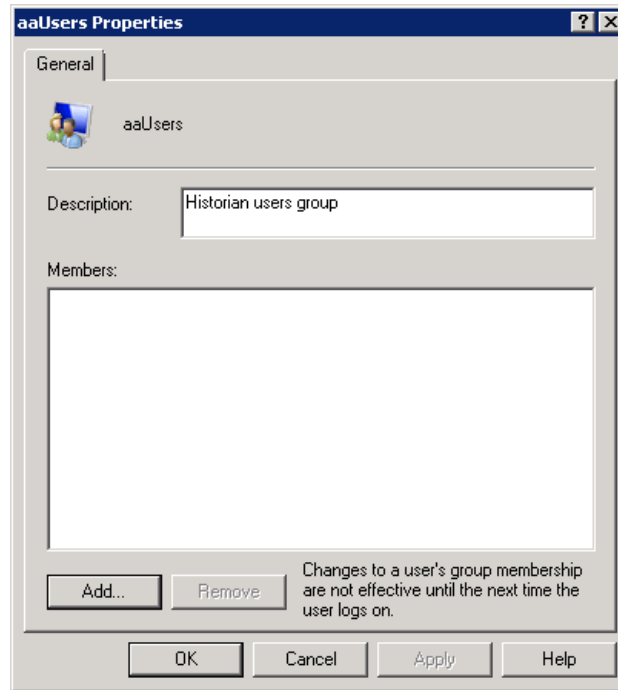 aaUsers Properties
General
aaUsers
Description:
Historian users group
Members:
Add...
Remove
Changes to a user's group membership
are not effective until the next time the
user logs on.
OK
Cancel
Apply
Help